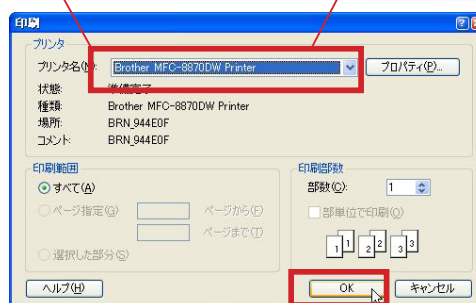 印刷
プリンタ
プリンタ名(N): Brother MFC-8870DW Printer プロパティ(P)...
状態: 準備完了
種類: Brother MFC-8870DW Printer
場所: BRN_944E0F
コメント: BRN_944E0F
印刷範囲
すべて(A)
ページ指定(G) ページから(F)
ページまで(T)
選択した部分(S)
印刷部数
部数(C): 1
部単位で印刷(O)
1 1 2 2 3 3
ヘルプ(H) OK キャンセル